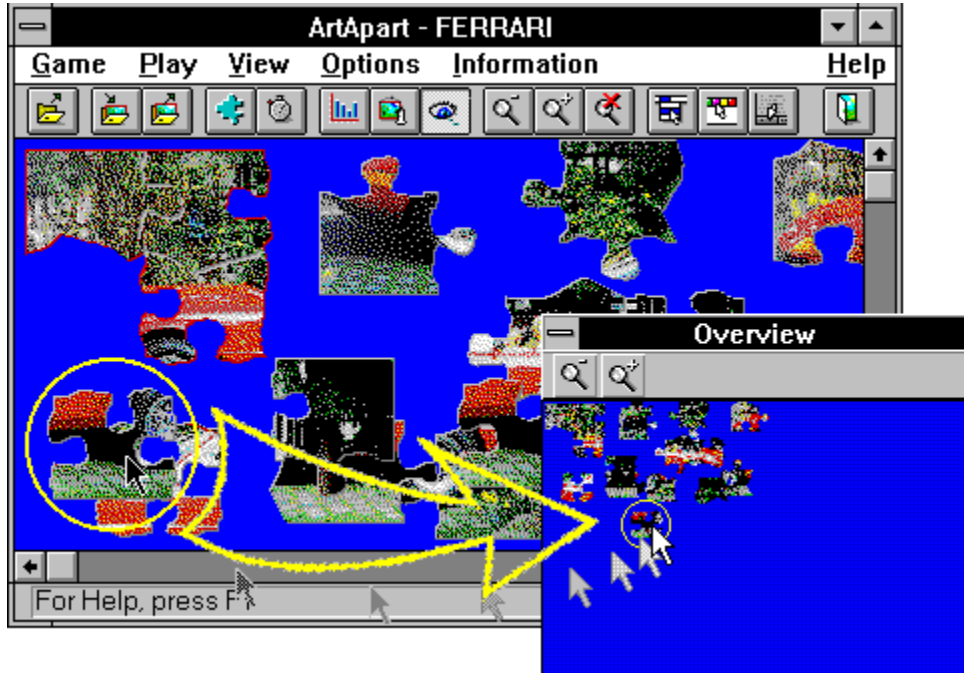 ArtApart - FERRARI
Game Play View Options Information Help
Overview
For Help, press F